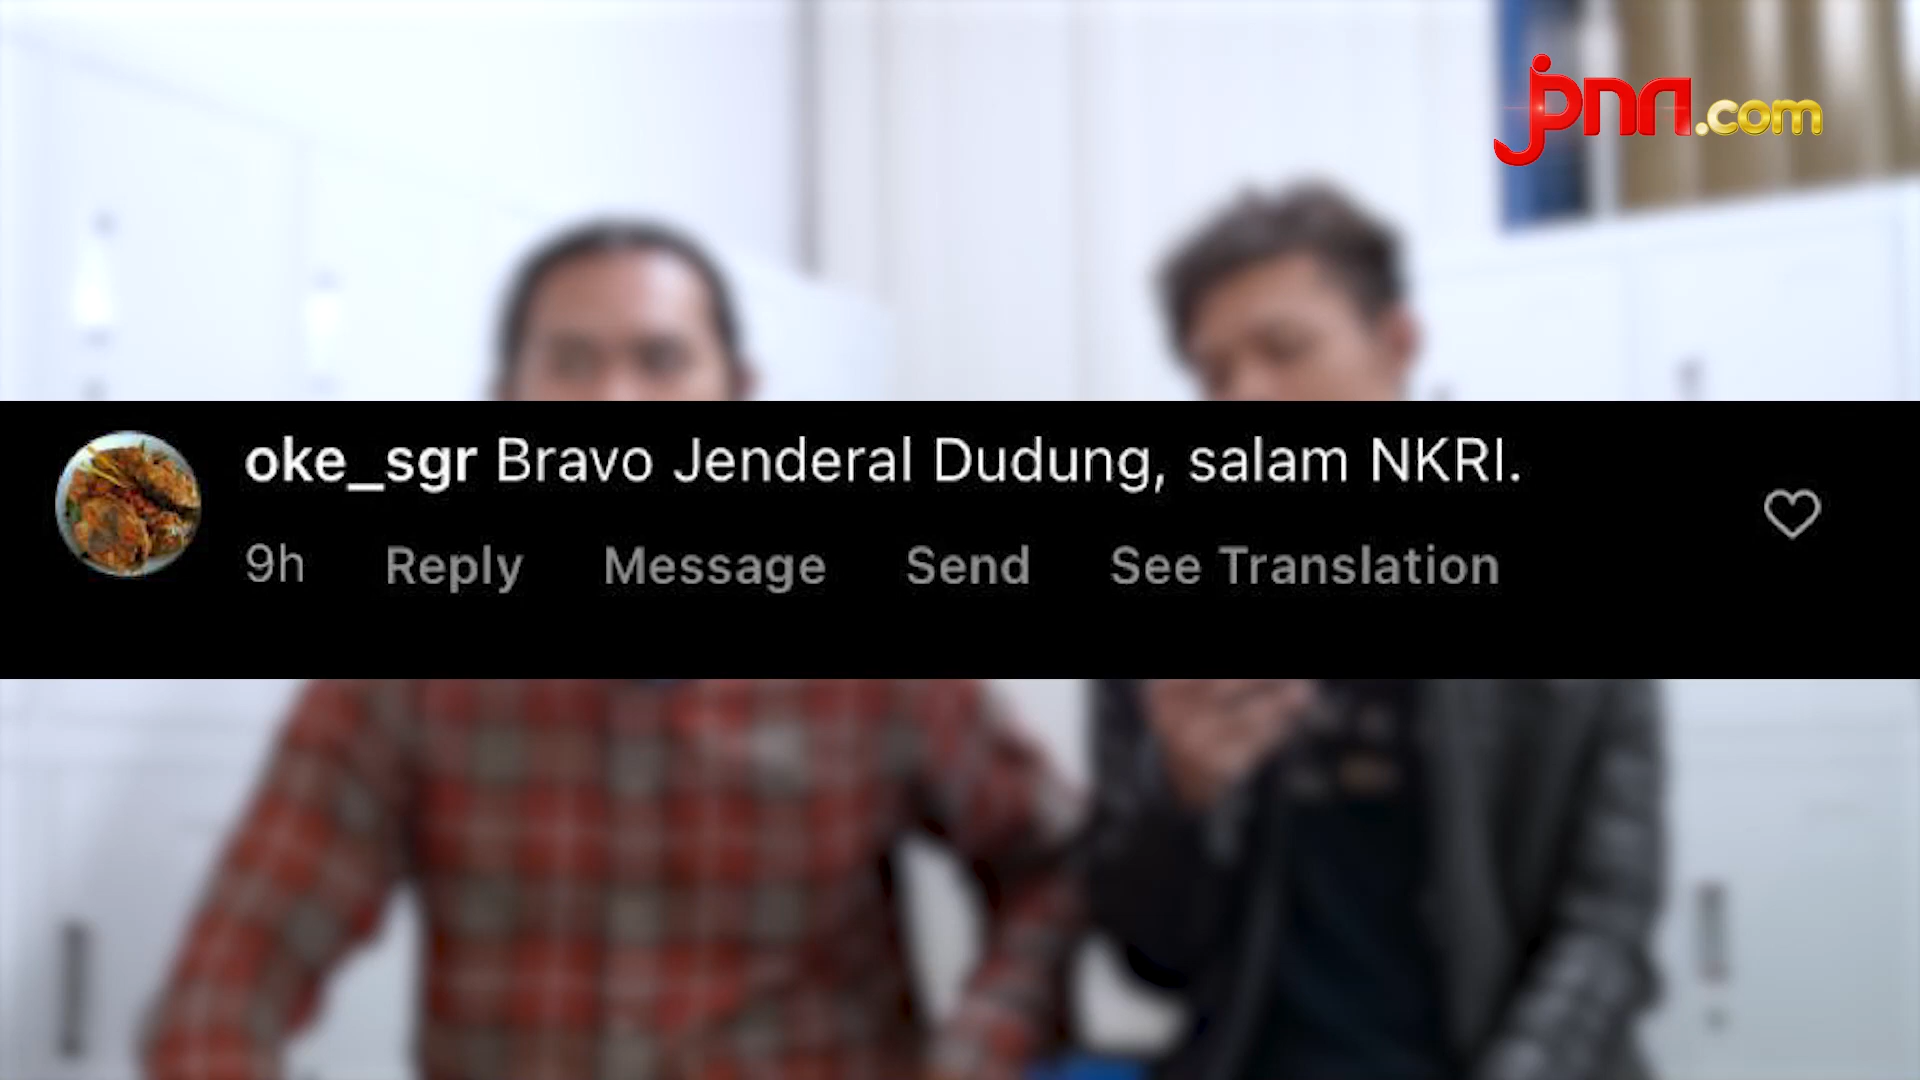 jpnn.com
oke_sgr Bravo Jenderal Dudung, salam NKRI.
9h Reply Message Send See Translation